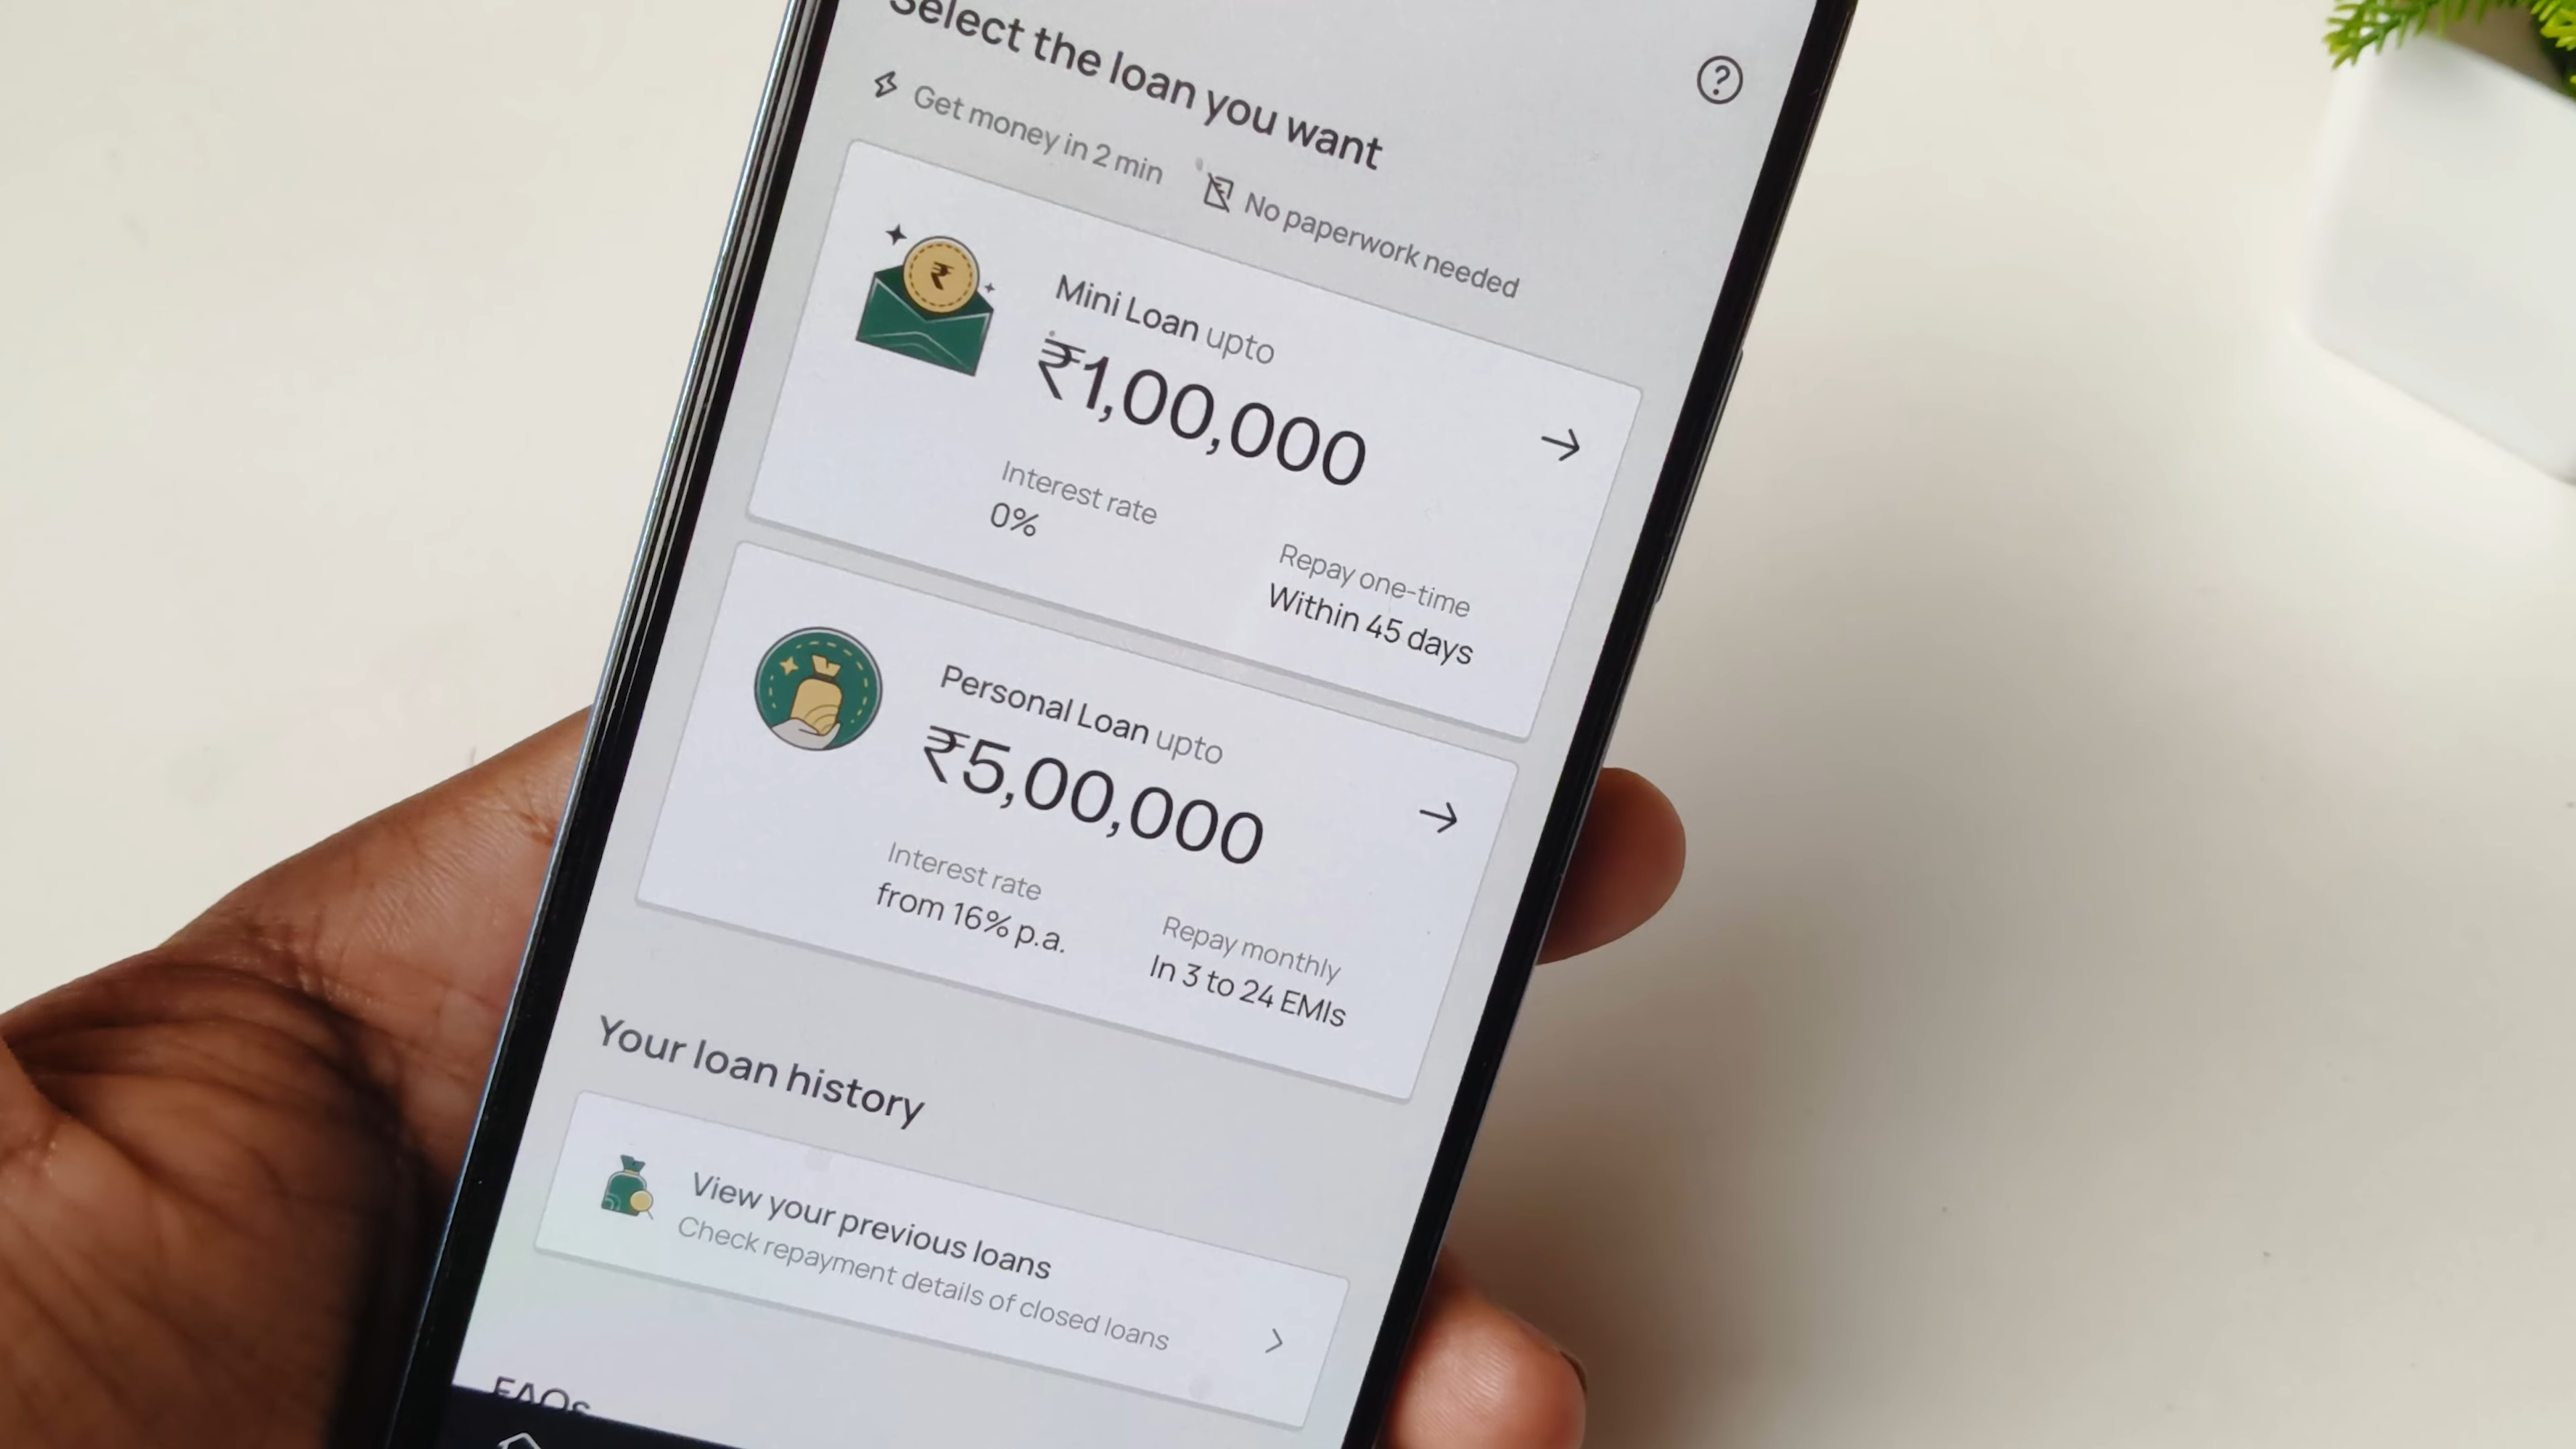 Select the loan you want
Get money in 2 min
No paperwork needed
Mini Loan upto
₹1,00,000
Interest rate
0%
Repay one-time
Within 45 days
Personal Loan upto
₹5,00,000
Interest rate
from 16% p.a.
Repay monthly
In 3 to 24 EMIs
Your loan history
View your previous loans
Check repayment details of closed loans
FAQs